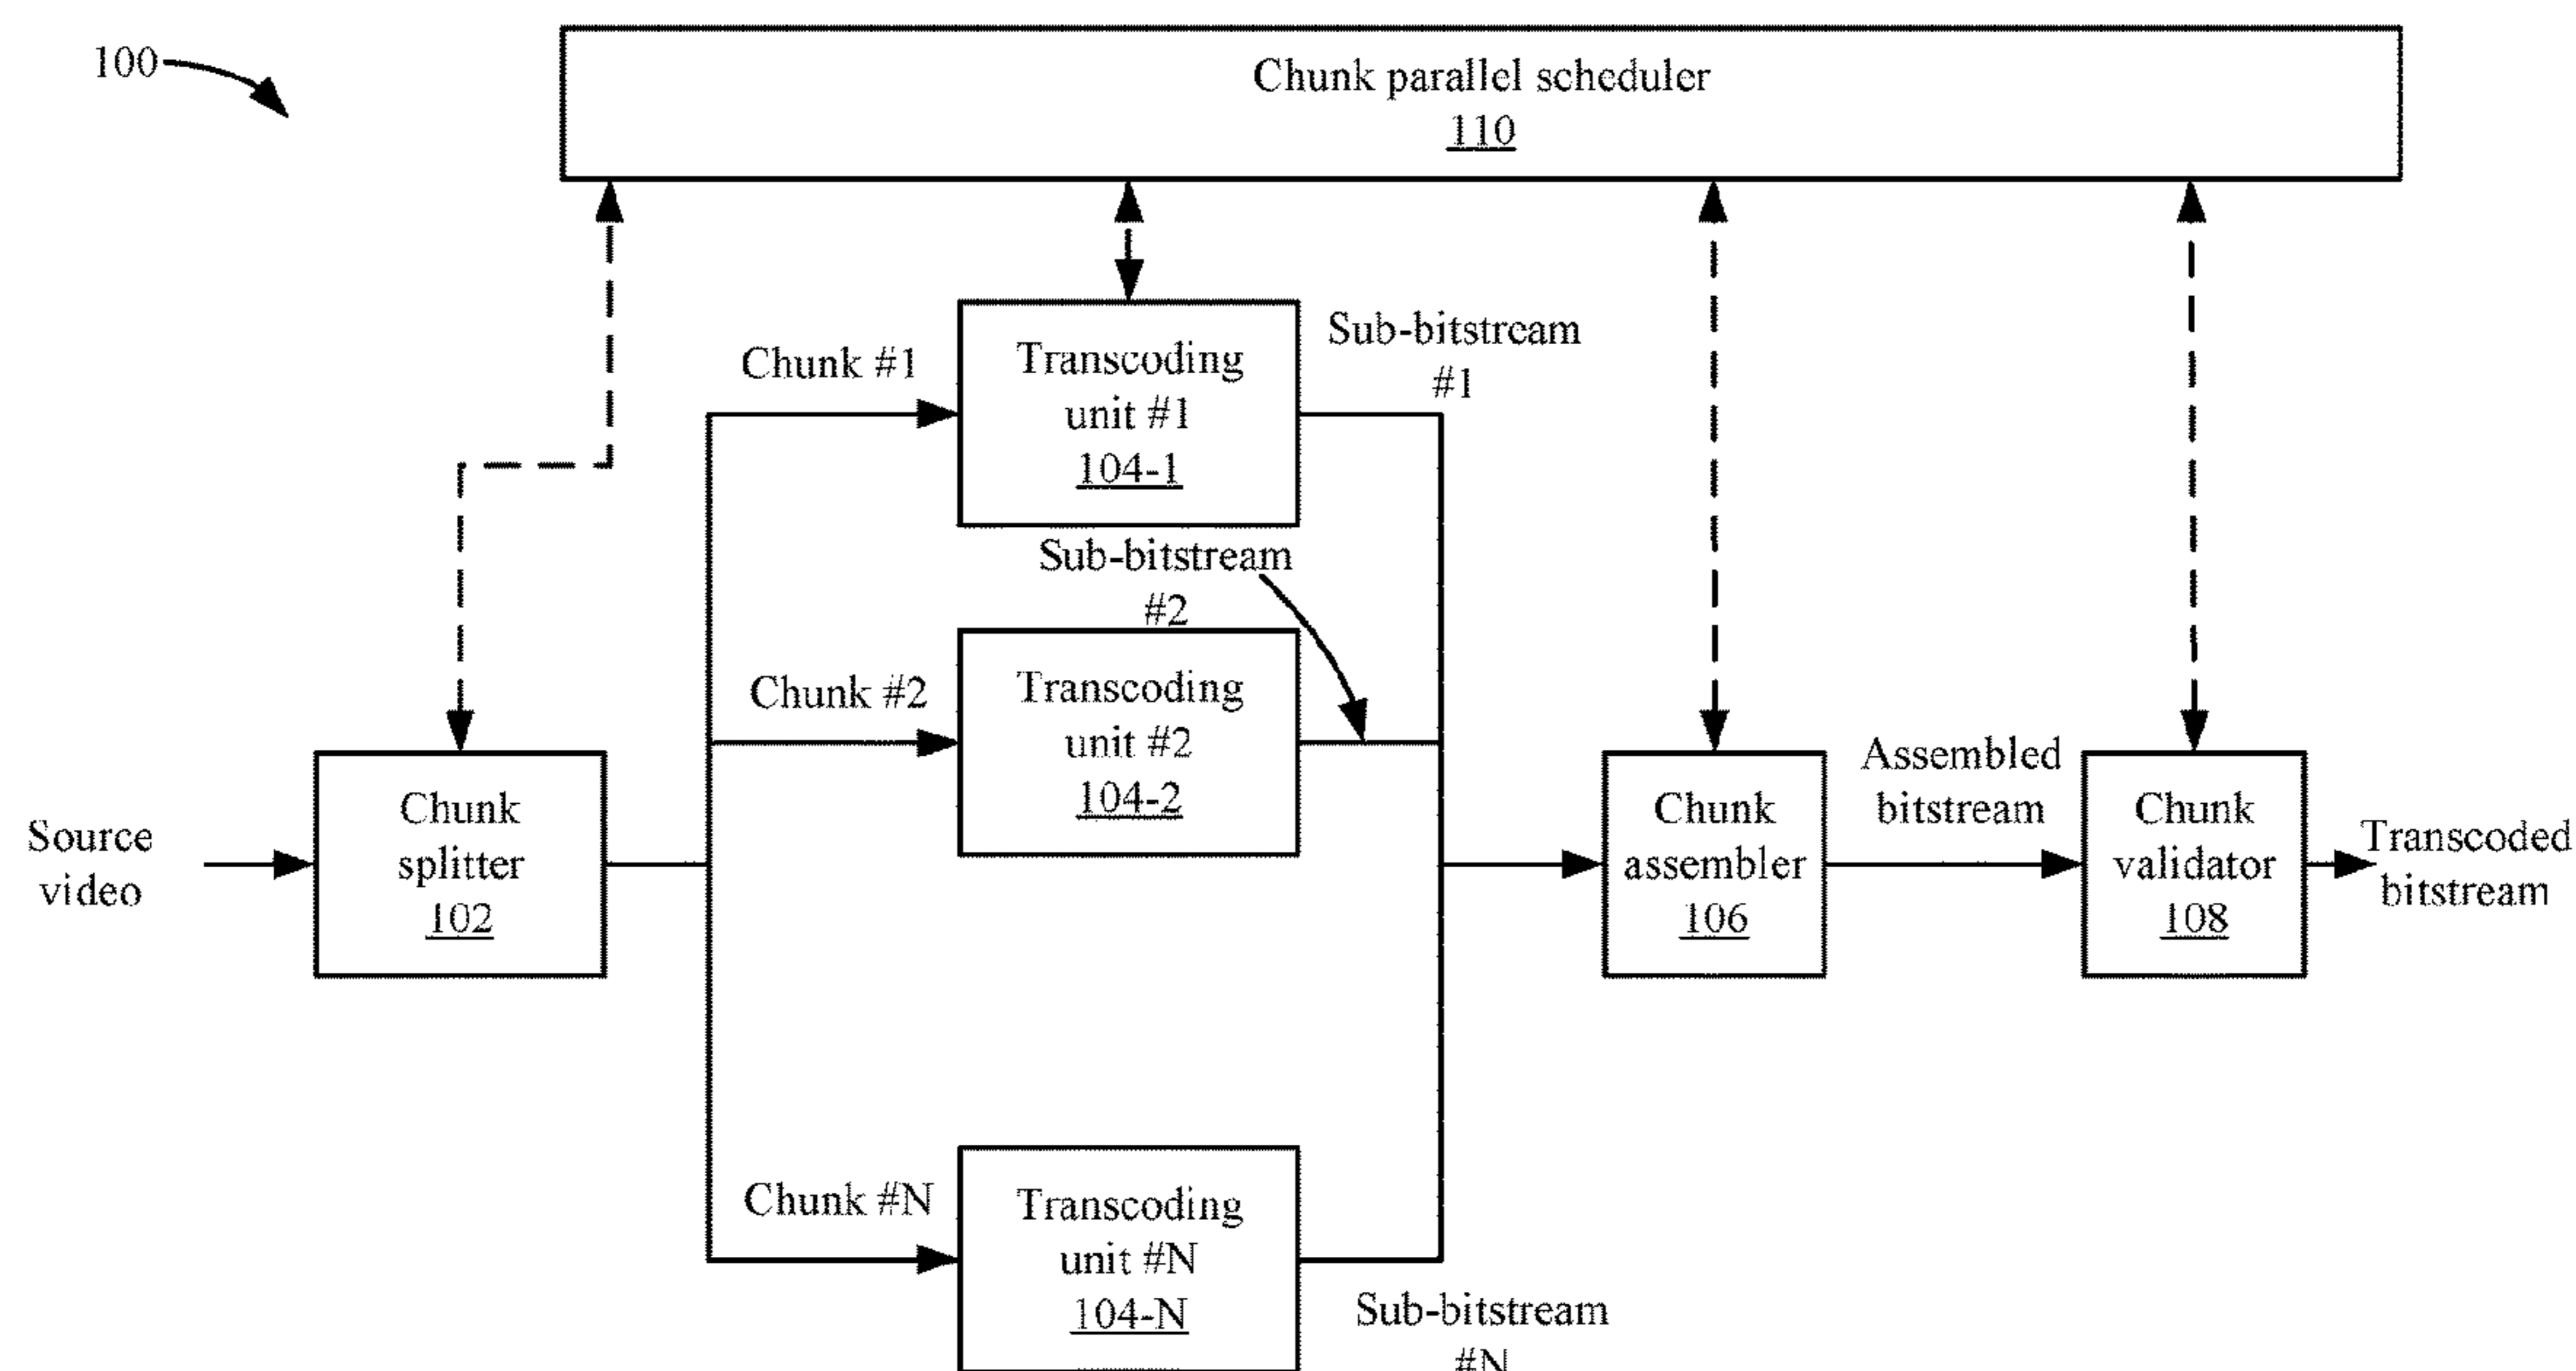 100
Chunk parallel scheduler
110
Chunk #1
Transcoding
unit #1
104-1
Sub-bitstream
#1
Sub-bitstream
#2
Chunk #2
Transcoding
unit #2
104-2
Source
video
Chunk
splitter
102
Chunk
assembler
106
Assembled
bitstream
Chunk
validator
108
Transcoded
bitstream
Chunk #N
Transcoding
unit #N
104-N
Sub-bitstream
#N